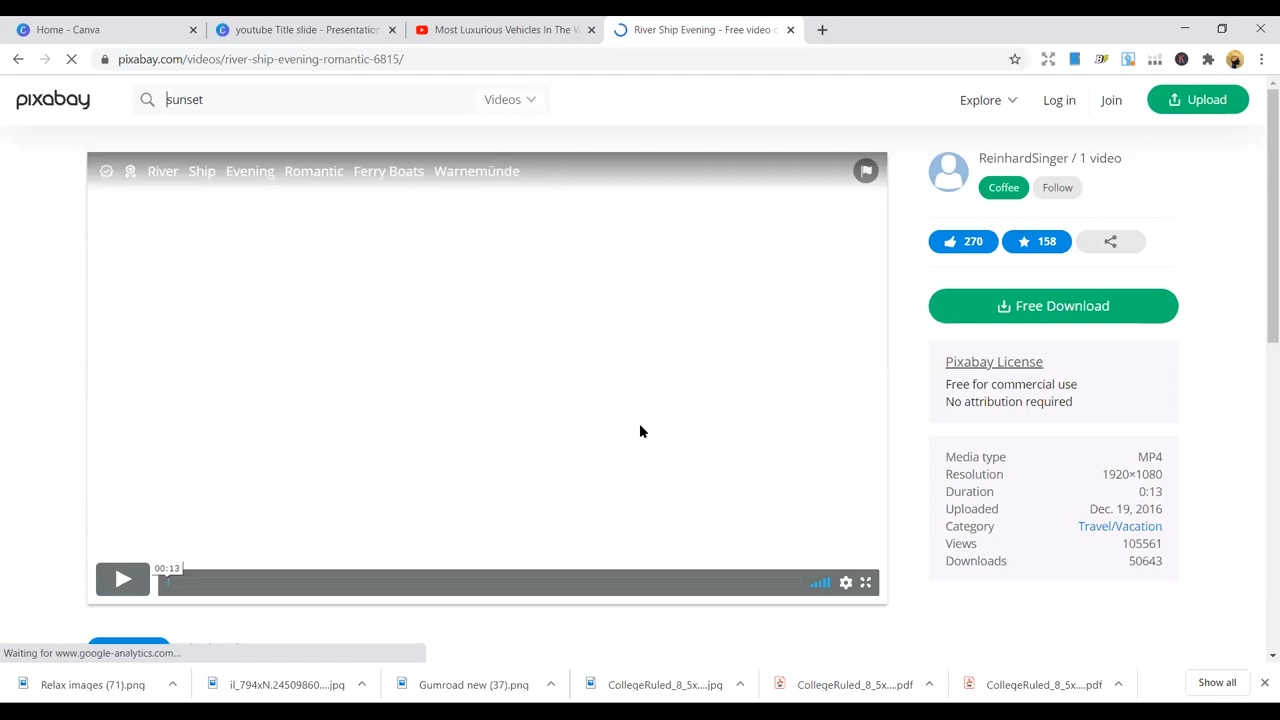 Home - Canva
youtube Title slide - Presentatio
Most Luxurious Vehicles In The W
River Ship Evening - Free video c
pixabay.com/videos/river-ship-evening-romantic-6815/
pixabay
sunset
Videos
Explore
Log in
Join
Upload
River Ship Evening Romantic Ferry Boats Warnemünde
ReinhardSinger / 1 video
Coffee
Follow
270
158
Free Download
Pixabay License
Free for commercial use
No attribution required
Media type MP4
Resolution 1920×1080
Duration 0:13
Uploaded Dec. 19, 2016
Category Travel/Vacation
Views 105561
Downloads 50643
00:13
Waiting for www.google-analytics.com...
Relax images (71).png
il_794xN.24509860....jpg
Gumroad new (37).png
CollegeRuled_8_5x....jpg
CollegeRuled_8_5x....pdf
CollegeRuled_8_5x....pdf
Show all